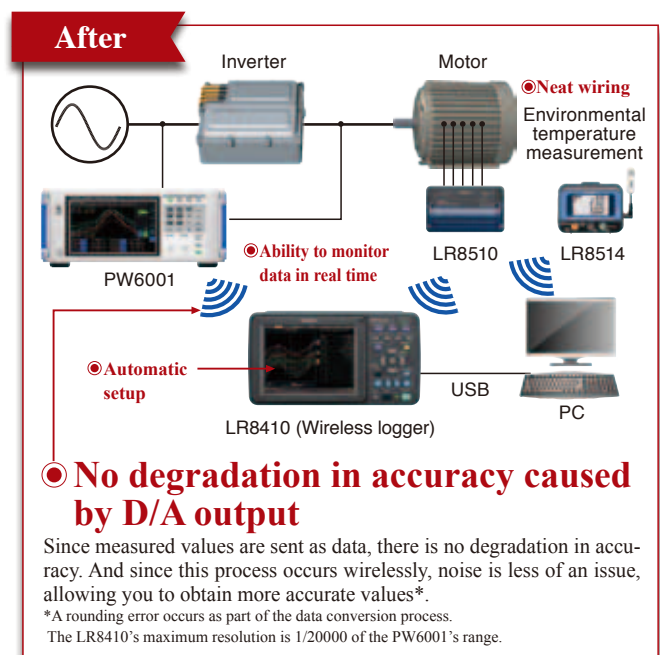 After
Inverter
Motor
◉Neat wiring
Environmental
temperature
measurement
PW6001
◉Ability to monitor
data in real time
LR8510
LR8514
◉Automatic
setup
USB
PC
LR8410 (Wireless logger)
◉ No degradation in accuracy caused
by D/A output
Since measured values are sent as data, there is no degradation in accu-
racy. And since this process occurs wirelessly, noise is less of an issue,
allowing you to obtain more accurate values*.
*A rounding error occurs as part of the data conversion process.
The LR8410's maximum resolution is 1/20000 of the PW6001's range.